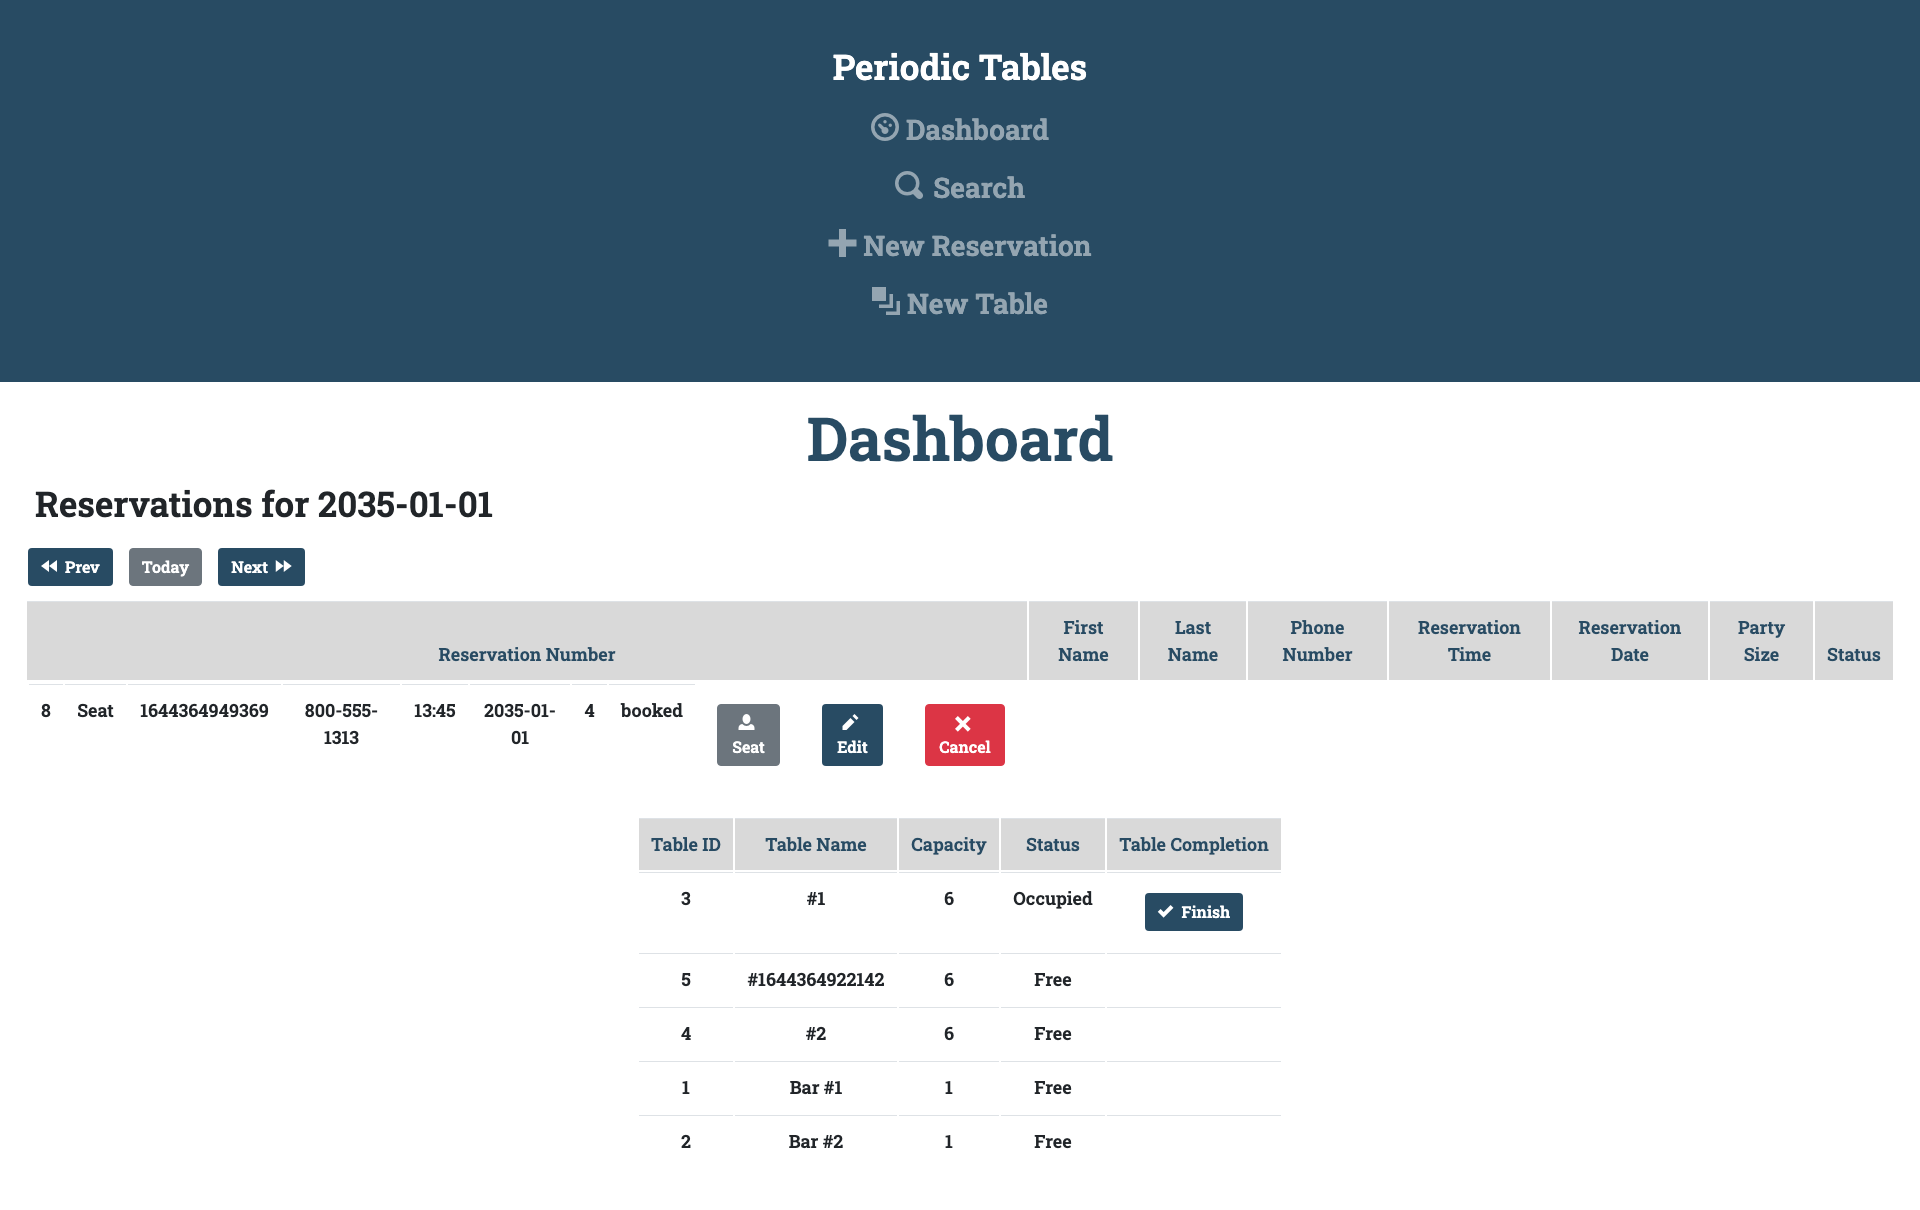 Periodic Tables
Dashboard
Search
New Reservation
New Table
Dashboard
Reservations for 2035-01-01
Prev Today Next
Reservation Number First Name Last Name Phone Number Reservation Time Reservation Date Party Size Status
8 Seat 1644364949369 800-555-1313 13:45 2035-01-01 4 booked Seat Edit Cancel
Table ID Table Name Capacity Status Table Completion
3 #1 6 Occupied Finish
5 #1644364922142 6 Free
4 #2 6 Free
1 Bar #1 1 Free
2 Bar #2 1 Free